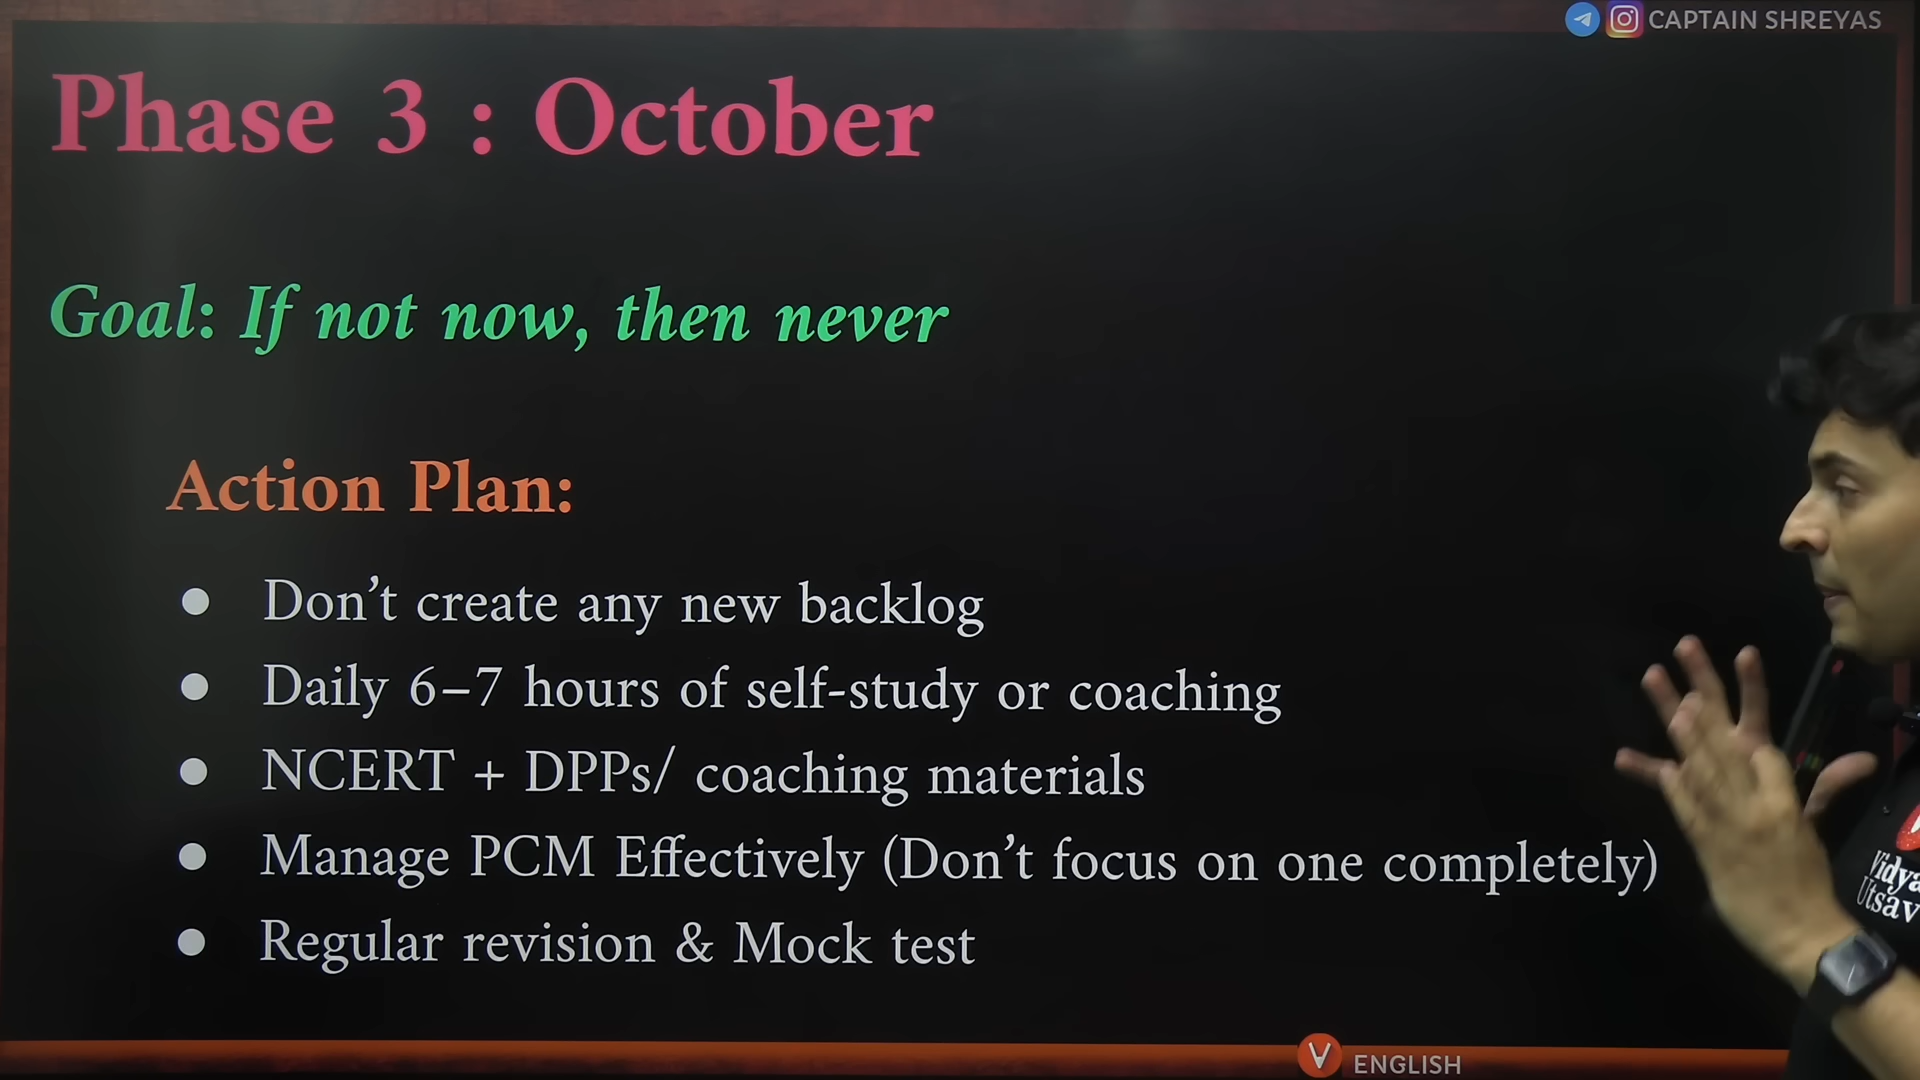 CAPTAIN SHREYAS
Phase 3 : October
Goal: If not now, then never
Action Plan:
● Don’t create any new backlog
● Daily 6–7 hours of self-study or coaching
● NCERT + DPPs/ coaching materials
● Manage PCM Effectively (Don’t focus on one completely)
● Regular revision & Mock test
Vidya
Utsav
V ENGLISH